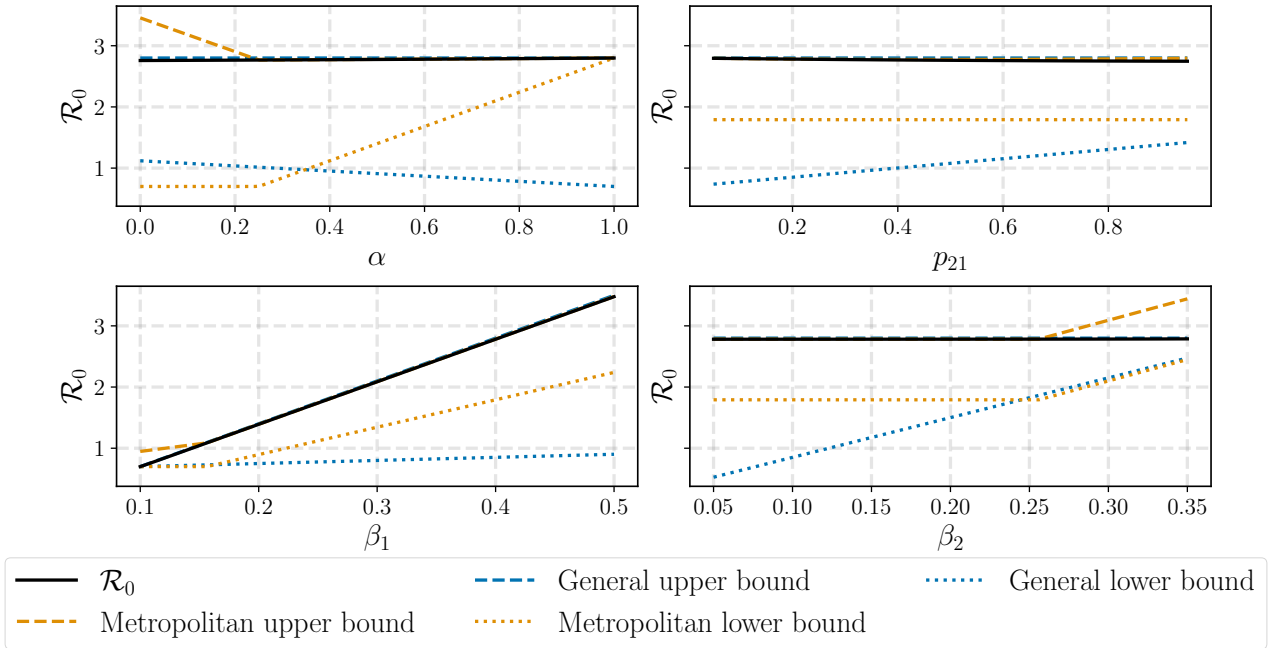 3
2
1
R₀
0.0 0.2 0.4 0.6 0.8 1.0
α
R₀
0.2 0.4 0.6 0.8
p₂₁
3
2
1
R₀
0.1 0.2 0.3 0.4 0.5
β₁
R₀
0.05 0.10 0.15 0.20 0.25 0.30 0.35
β₂
R₀ General upper bound General lower bound
Metropolitan upper bound Metropolitan lower bound